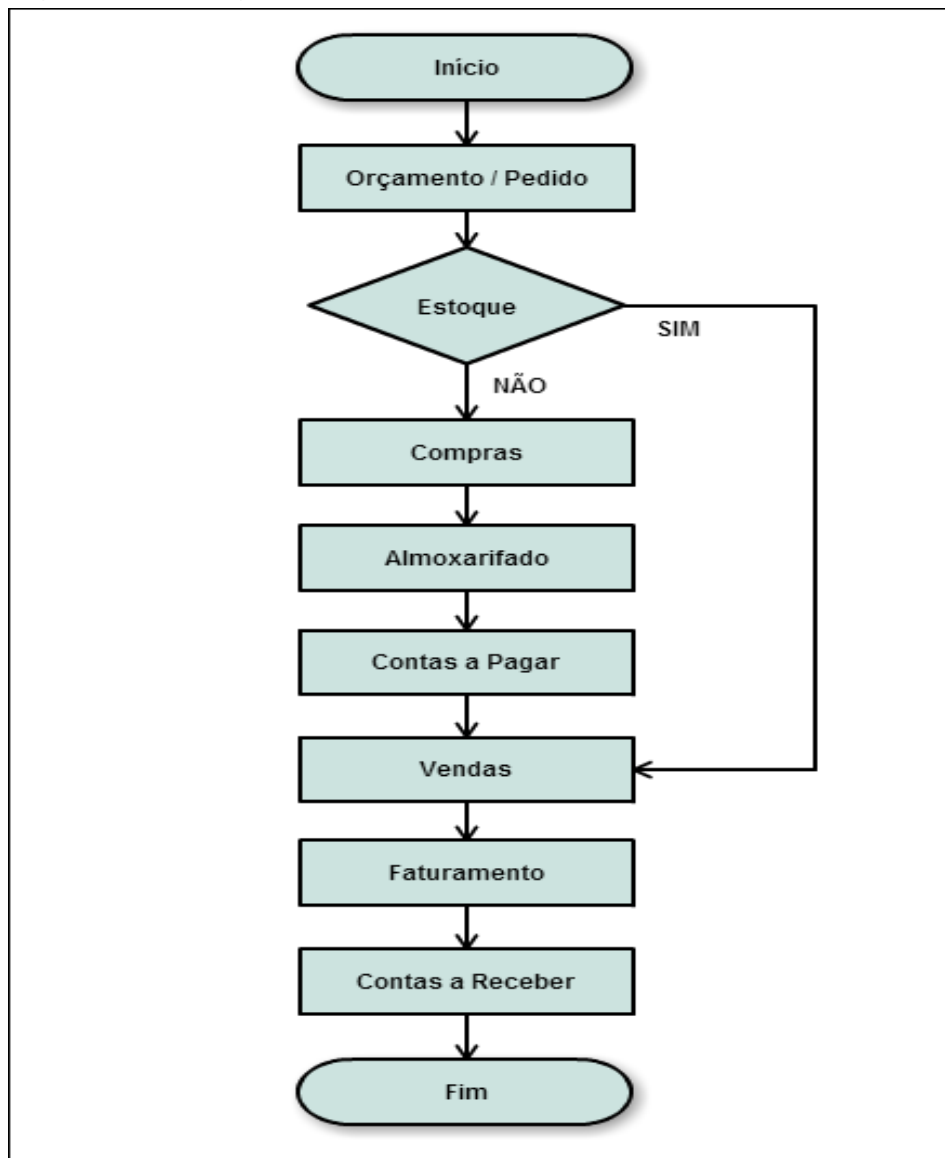 Início
Orçamento / Pedido
Estoque
SIM
NÃO
Compras
Almoxarifado
Contas a Pagar
Vendas
Faturamento
Contas a Receber
Fim